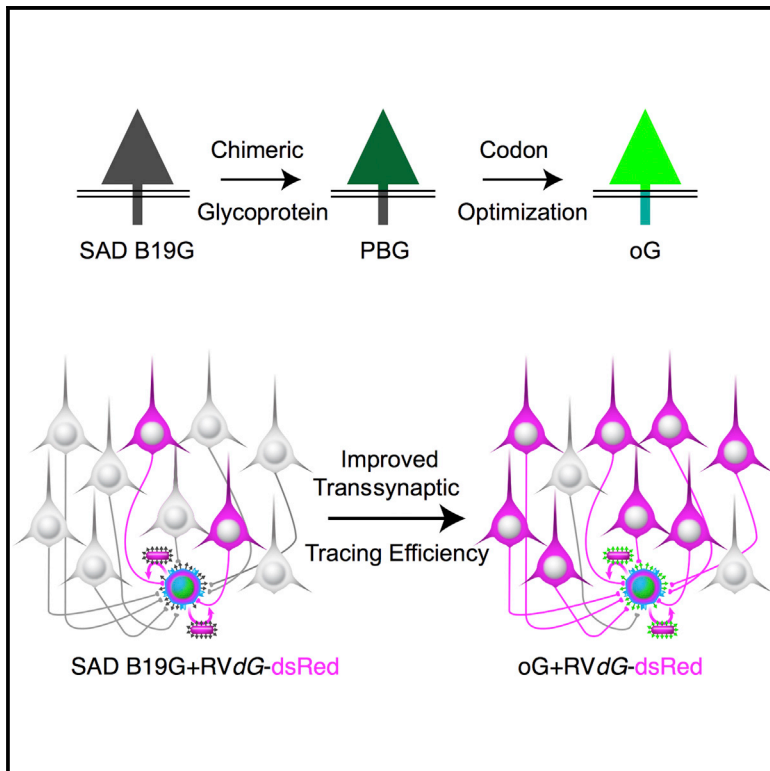 Chimeric
Glycoprotein
Codon
Optimization
SAD B19G
PBG
oG
Improved
Transsynaptic
Tracing Efficiency
SAD B19G+RVdG-dsRed
oG+RVdG-dsRed